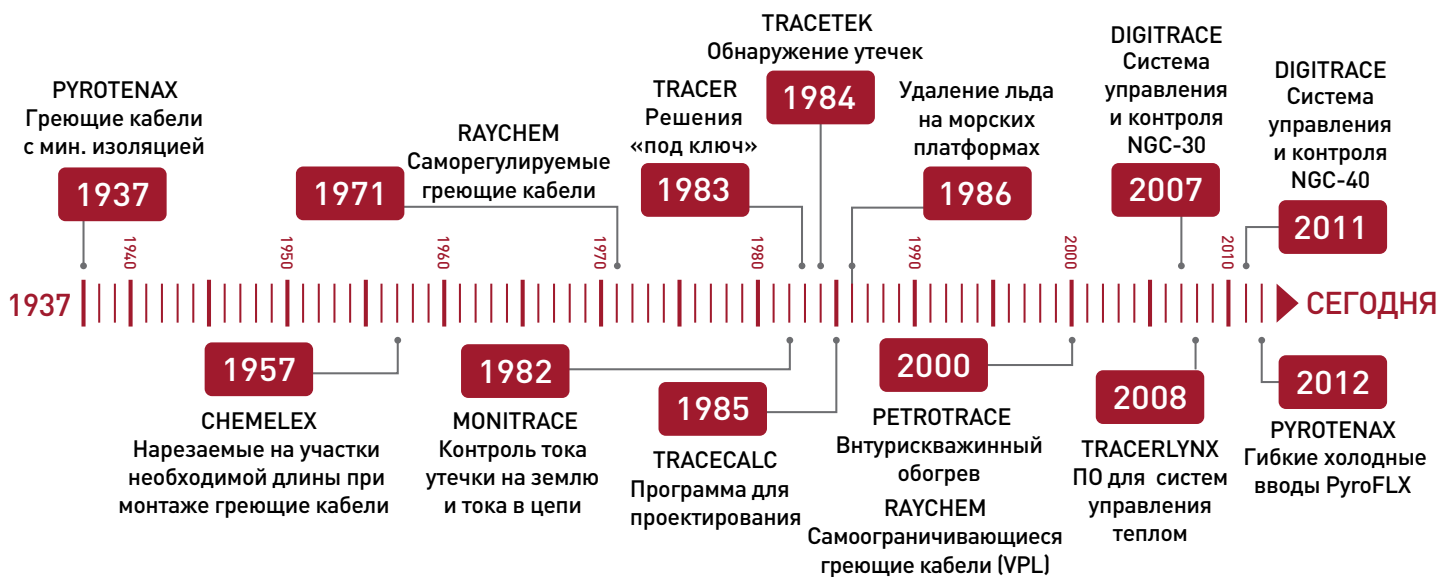 PYROTENAX
Греющие кабели
с мин. изоляцией
1937
1971
RAYCHEM
Саморегулируемые
греющие кабели
TRACER
Решения
«под ключ»
1983
TRACETEK
Обнаружение утечек
1984
Удаление льда
на морских
платформах
1986
DIGITRACE
Система
управления
и контроля
NGC-30
2007
DIGITRACE
Система
управления
и контроля
NGC-40
2011
1940
1950
1960
1970
1980
1990
2000
2010
1937
СЕГОДНЯ
1957
CHEMELEX
Нарезаемые на участки
необходимой длины при
монтаже греющие кабели
1982
MONITRACE
Контроль тока
утечки на землю
и тока в цепи
1985
TRACECALC
Программа для
проектирования
2000
PETROTRACE
Внтурискважинный
обогрев
RAYCHEM
Самоограничивающиеся
греющие кабели (VPL)
2008
TRACERLYNX
ПО для систем
управления
теплом
2012
PYROTENAX
Гибкие холодные
вводы PyroFLX